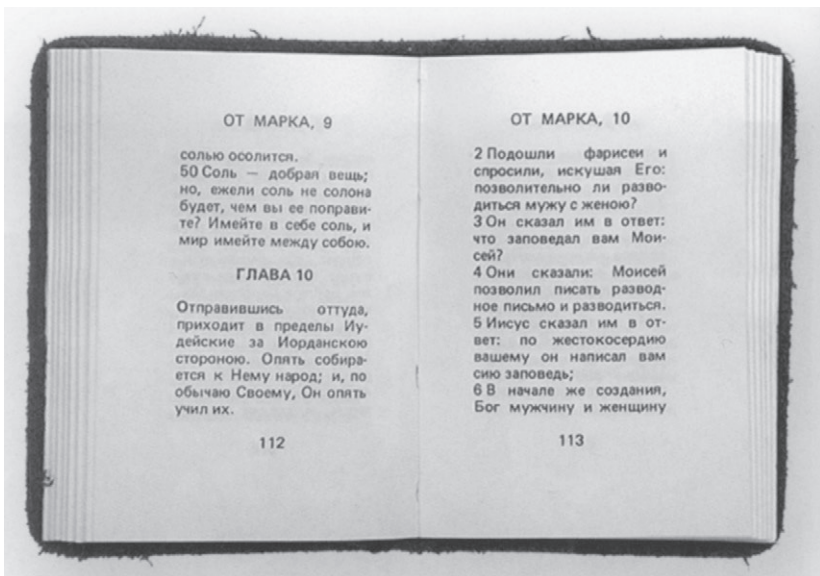 ОТ МАРКА, 9
солью осолится.
50 Соль — добрая вещь;
но, ежели соль не солона
будет, чем вы ее поправи-
те? Имейте в себе соль, и
мир имейте между собою.
ГЛАВА 10
Отправившись оттуда,
приходит в пределы Иу-
дейские за Иорданскою
стороною. Опять собира-
ется к Нему народ; и, по
обычаю Своему, Он опять
учил их.
112
ОТ МАРКА, 10
2 Подошли фарисеи и
спросили, искушая Его:
позволительно ли разво-
диться мужу с женою?
3 Он сказал им в ответ:
что заповедал вам Мои-
сей?
4 Они сказали: Моисей
позволил писать развод-
ное письмо и разводиться.
5 Иисус сказал им в от-
вет: по жестокосердию
вашему он написал вам
сию заповедь;
6 В начале же создания,
Бог мужчину и женщину
113